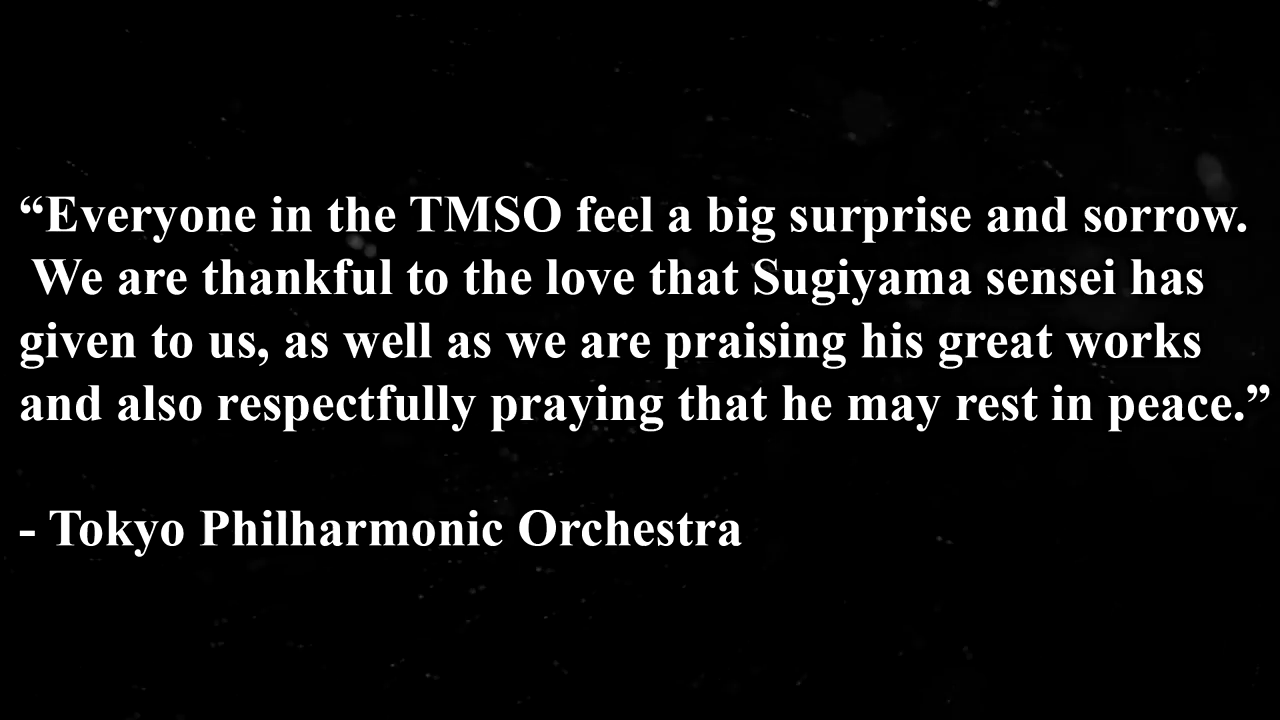 “Everyone in the TMSO feel a big surprise and sorrow.
We are thankful to the love that Sugiyama sensei has
given to us, as well as we are praising his great works
and also respectfully praying that he may rest in peace.”
- Tokyo Philharmonic Orchestra